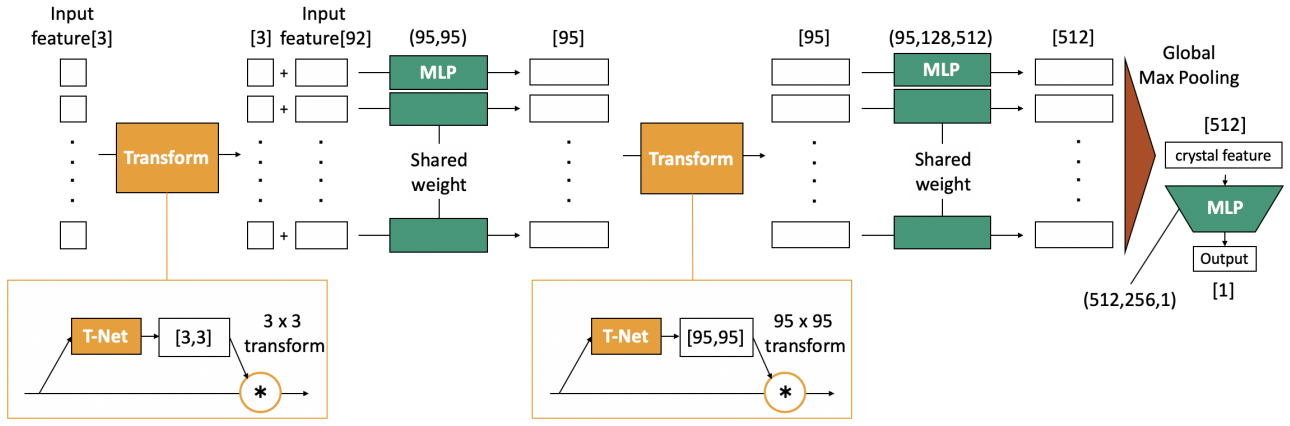 Input
feature[3]
[3]
Input
feature[92]
(95,95)
[95]
[95]
(95,128,512)
[512]
Global
Max Pooling
+
MLP
MLP
+
Transform
Shared
weight
Transform
Shared
weight
[512]
crystal feature
MLP
+
Output
[1]
(512,256,1)
T-Net
[3,3]
3 x 3
transform
*
T-Net
[95,95]
95 x 95
transform
*